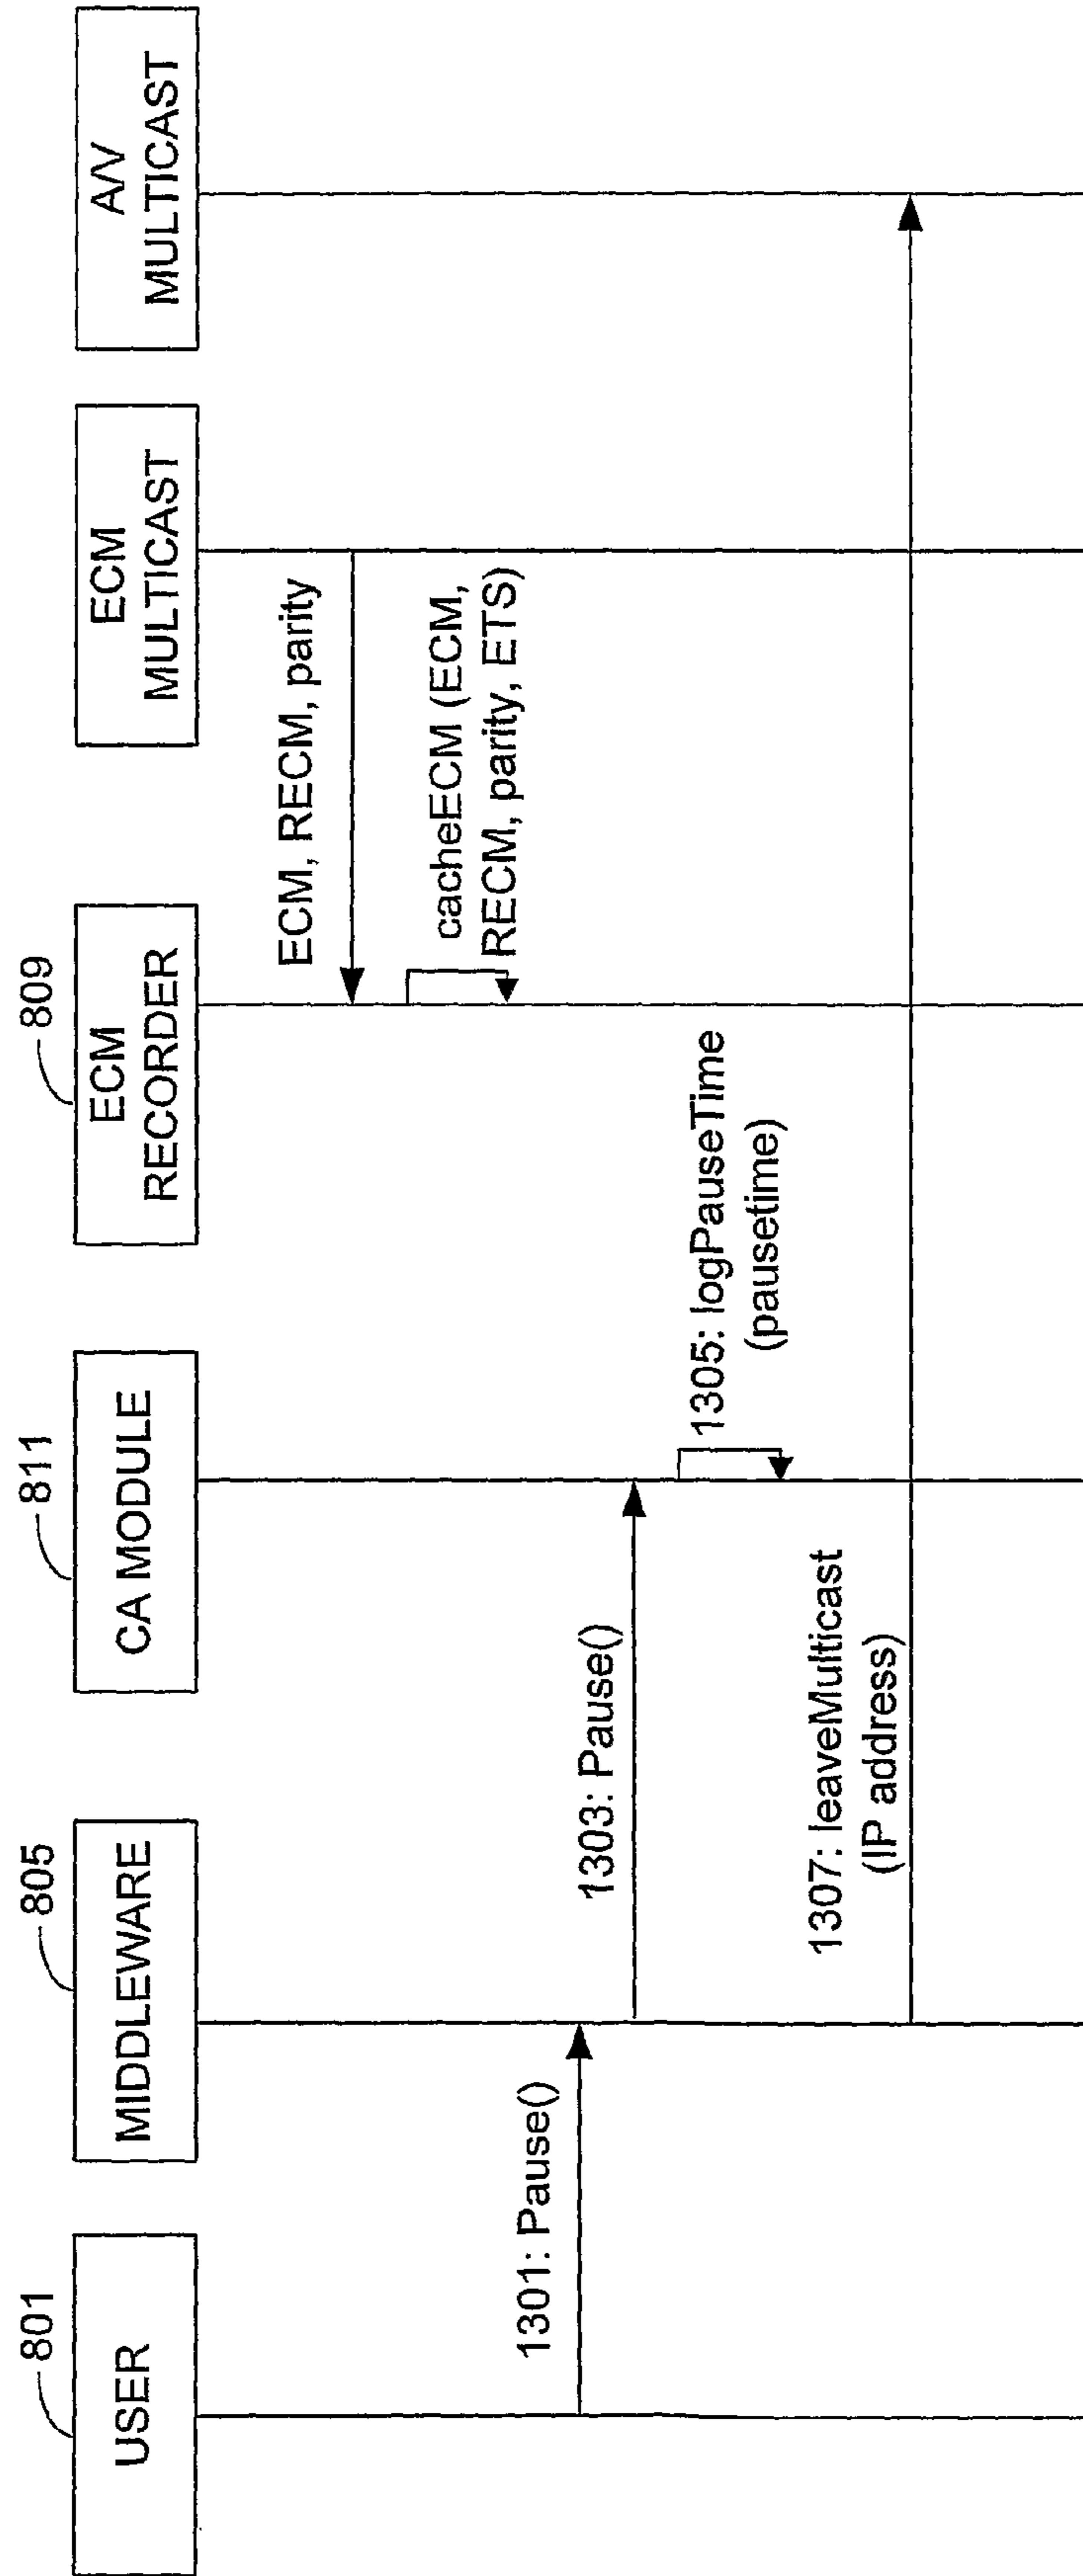 801
USER
805
MIDDLEWARE
811
CA MODULE
809
ECM
RECORDER
ECM
MULTICAST
A/V
MULTICAST
ECM, RECM, parity
cacheECM (ECM,
RECM, parity, ETS)
1301: Pause()
1303: Pause()
1305: logPauseTime
(pausetime)
1307: leaveMulticast
(IP address)